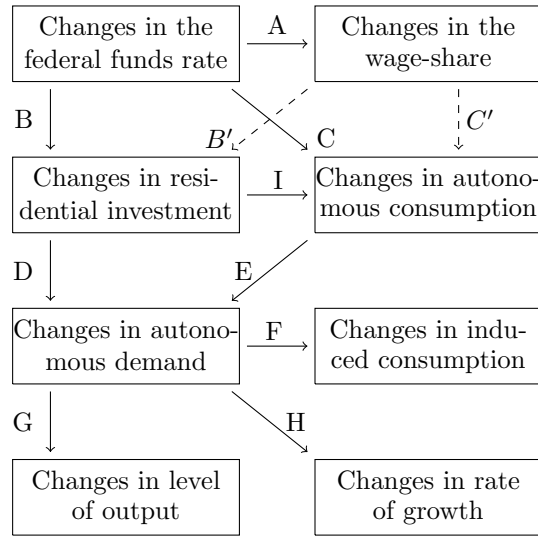 Changes in the
federal funds rate
A
Changes in the
wage-share
B
B′
C
C′
Changes in resi-
dential investment
I
Changes in autono-
mous consumption
D
E
Changes in autono-
mous demand
F
Changes in indu-
ced consumption
G
H
Changes in level
of output
Changes in rate
of growth